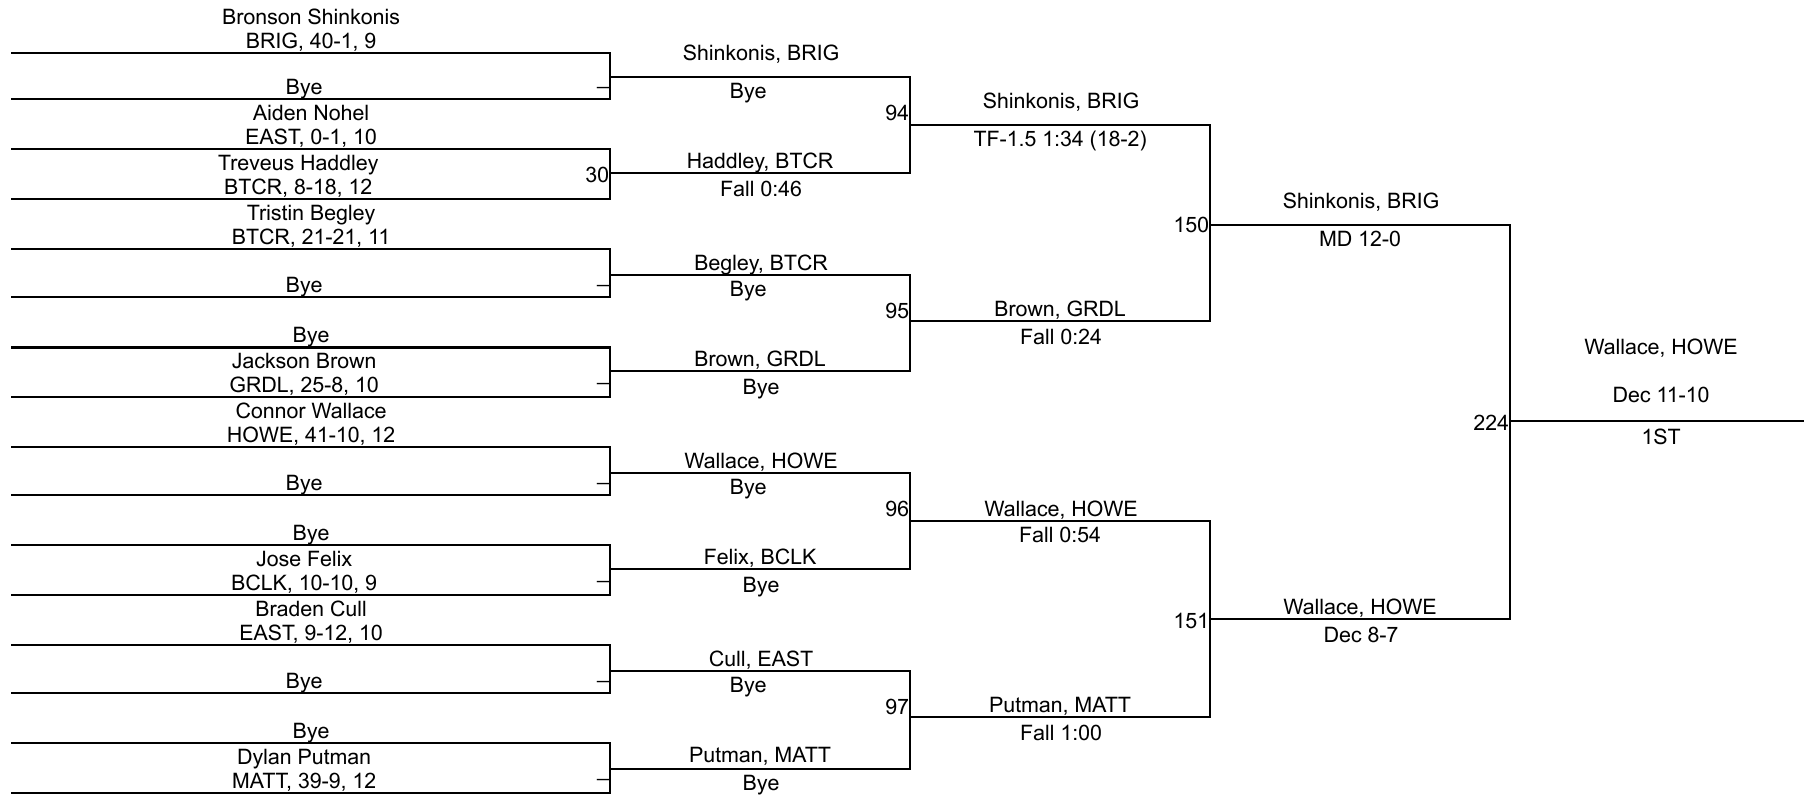 Bronson Shinkonis
BRIG, 40-1, 9
Bye
Aiden Nohel
EAST, 0-1, 10
Treveus Haddley
BTCR, 8-18, 12
30
Tristin Begley
BTCR, 21-21, 11
Bye
Bye
Jackson Brown
GRDL, 25-8, 10
Connor Wallace
HOWE, 41-10, 12
Bye
Bye
Jose Felix
BCLK, 10-10, 9
Braden Cull
EAST, 9-12, 10
Bye
Bye
Dylan Putman
MATT, 39-9, 12
Shinkonis, BRIG
Bye
94
Haddley, BTCR
Fall 0:46
Begley, BTCR
Bye
95
Brown, GRDL
Bye
Wallace, HOWE
Bye
96
Felix, BCLK
Bye
Cull, EAST
Bye
97
Putman, MATT
Bye
Shinkonis, BRIG
TF-1.5 1:34 (18-2)
150
Brown, GRDL
Fall 0:24
Wallace, HOWE
Fall 0:54
151
Putman, MATT
Fall 1:00
Shinkonis, BRIG
MD 12-0
224
Wallace, HOWE
Dec 8-7
Wallace, HOWE
Dec 11-10
1ST